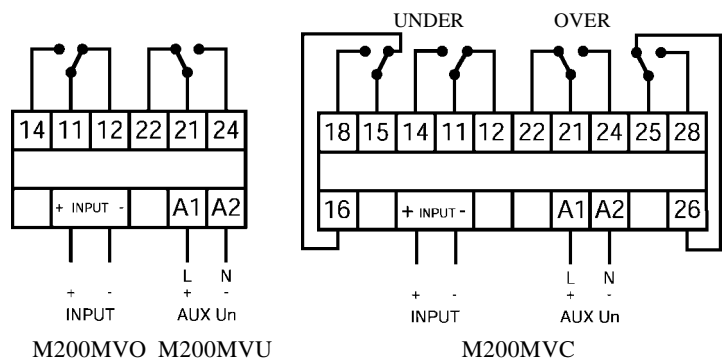 UNDER OVER
14 11 12 22 21 24
+ INPUT - A1 A2
L N
+ - + -
INPUT AUX Un
M200MVO M200MVU
18 15 14 11 12 22 21 24 25 28
16 + INPUT - A1 A2 26
L N
+ - + -
INPUT AUX Un
M200MVC